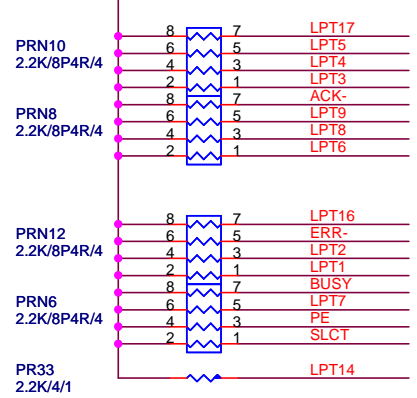 8 7 LPT17
PRN10 6 5 LPT5
2.2K/8P4R/4 4 3 LPT4
2 1 LPT3
8 7 ACK-
PRN8 6 5 LPT9
2.2K/8P4R/4 4 3 LPT8
2 1 LPT6
8 7 LPT16
PRN12 6 5 ERR-
2.2K/8P4R/4 4 3 LPT2
2 1 LPT1
8 7 BUSY
PRN6 6 5 LPT7
2.2K/8P4R/4 4 3 PE
2 1 SLCT
PR33 LPT14
2.2K/4/1